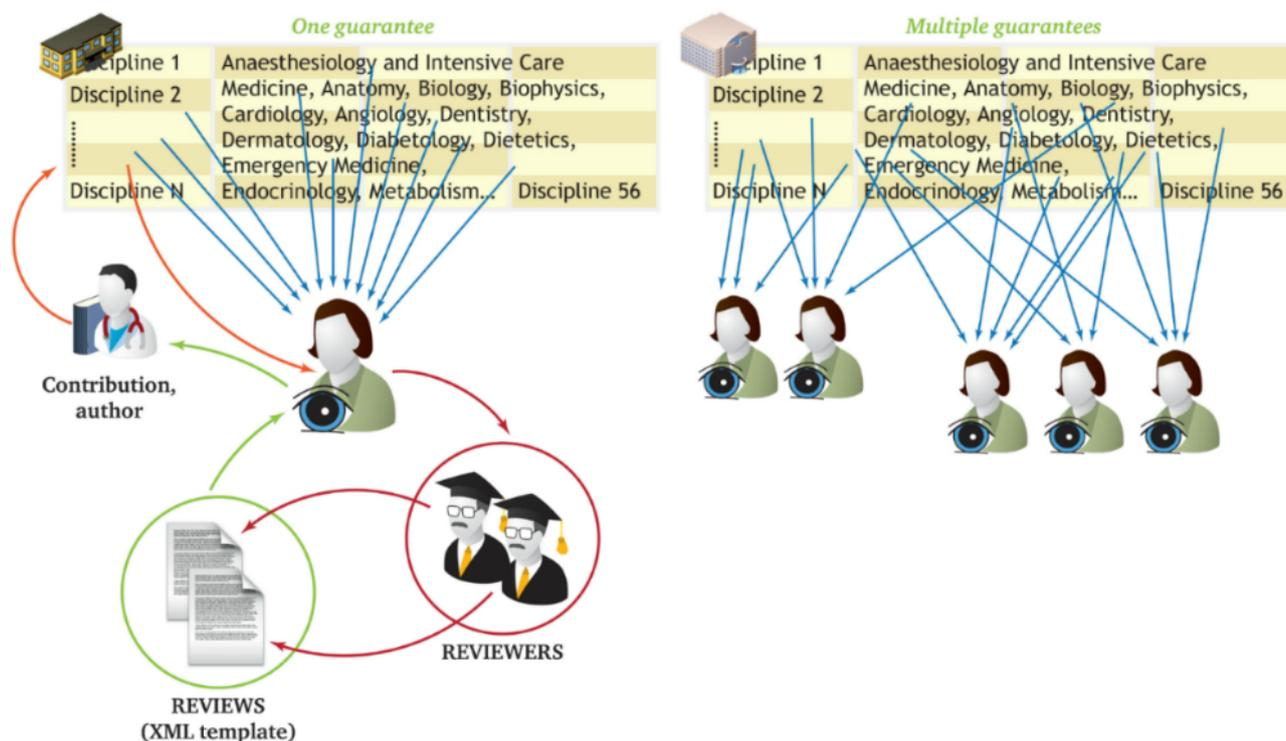 One guarantee
Discipline 1
Anaesthesiology and Intensive Care
Discipline 2
Medicine, Anatomy, Biology, Biophysics,
Cardiology, Angiology, Dentistry,
Dermatology, Diabetology, Dietetics,
Emergency Medicine,
Discipline N
Endocrinology, Metabolism...
Discipline 56
Contribution,
author
REVIEWERS
REVIEWS
(XML template)
Multiple guarantees
ipline 1
Anaesthesiology and Intensive Care
Discipline 2
Medicine, Anatomy, Biology, Biophysics,
Cardiology, Angiology, Dentistry,
Dermatology, Diabetology, Dietetics,
Emergency Medicine,
Discipline N
Endocrinology, Metabolism...
Discipline 56